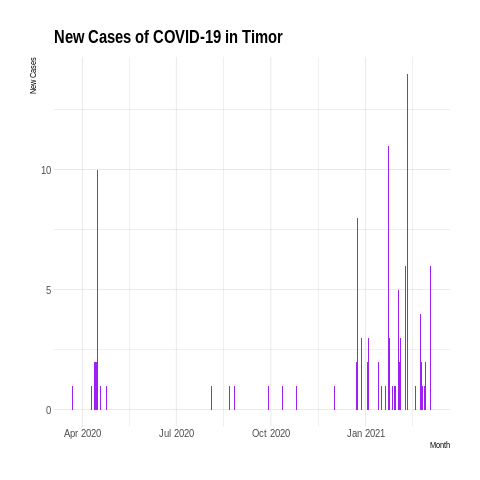 New Cases of COVID-19 in Timor
New Cases
10
5
0
Apr 2020 Jul 2020 Oct 2020 Jan 2021
Month